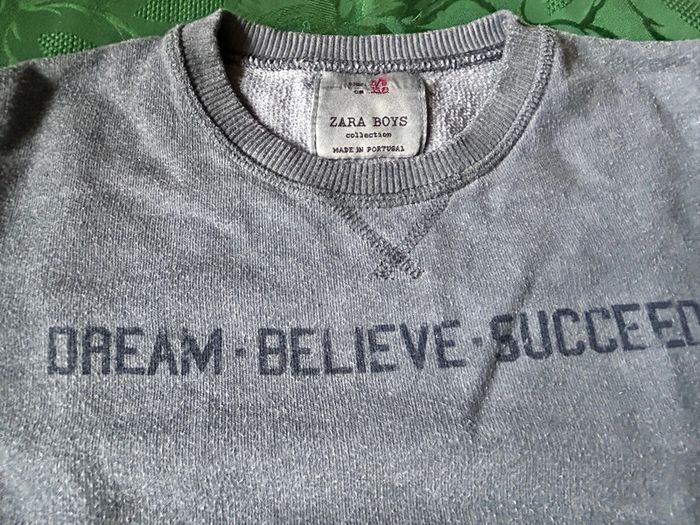 ZARA BOYS
collection
MADE IN PORTUGAL
DREAM · BELIEVE · SUCCEED